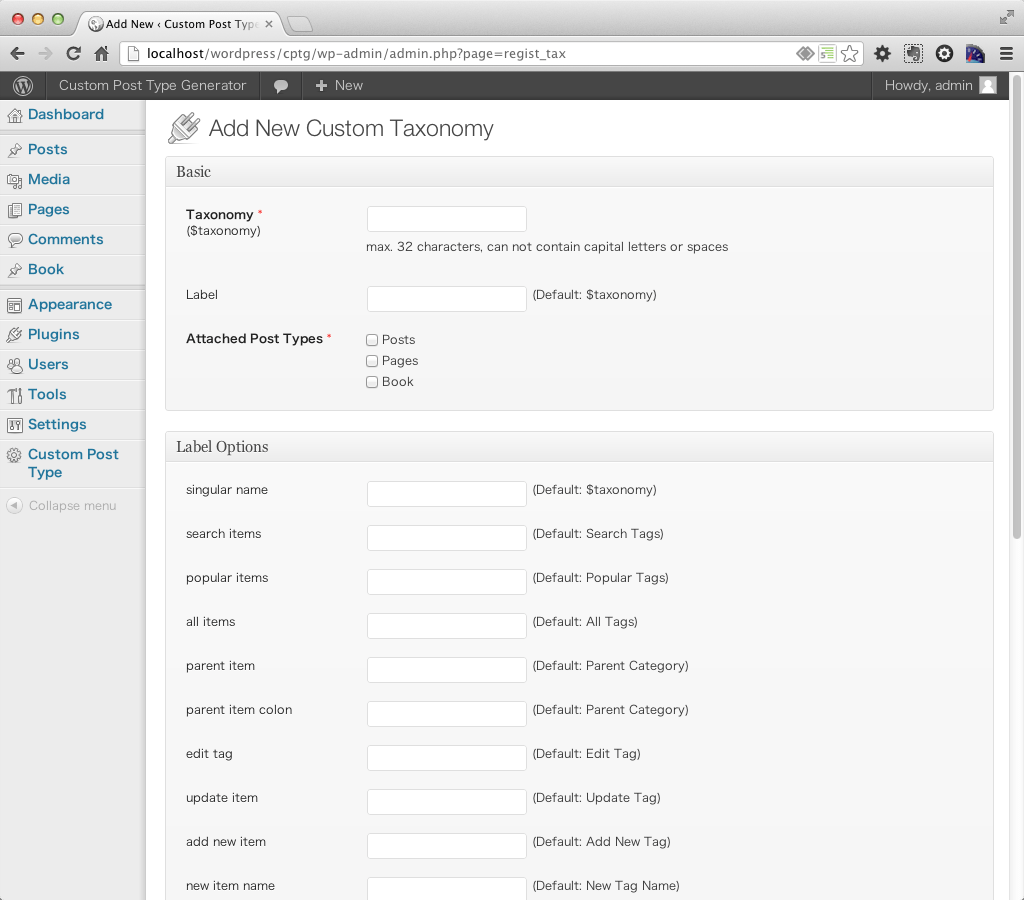 Add New ‹ Custom Post Type
localhost/wordpress/cptg/wp-admin/admin.php?page=regist_tax
Custom Post Type Generator
+ New
Howdy, admin
Dashboard
Posts
Media
Pages
Comments
Book
Appearance
Plugins
Users
Tools
Settings
Custom Post
Type
Collapse menu
Add New Custom Taxonomy
Basic
Taxonomy *
($taxonomy)
max. 32 characters, can not contain capital letters or spaces
Label
(Default: $taxonomy)
Attached Post Types *
Posts
Pages
Book
Label Options
singular name
(Default: $taxonomy)
search items
(Default: Search Tags)
popular items
(Default: Popular Tags)
all items
(Default: All Tags)
parent item
(Default: Parent Category)
parent item colon
(Default: Parent Category)
edit tag
(Default: Edit Tag)
update item
(Default: Update Tag)
add new item
(Default: Add New Tag)
new item name
(Default: New Tag Name)